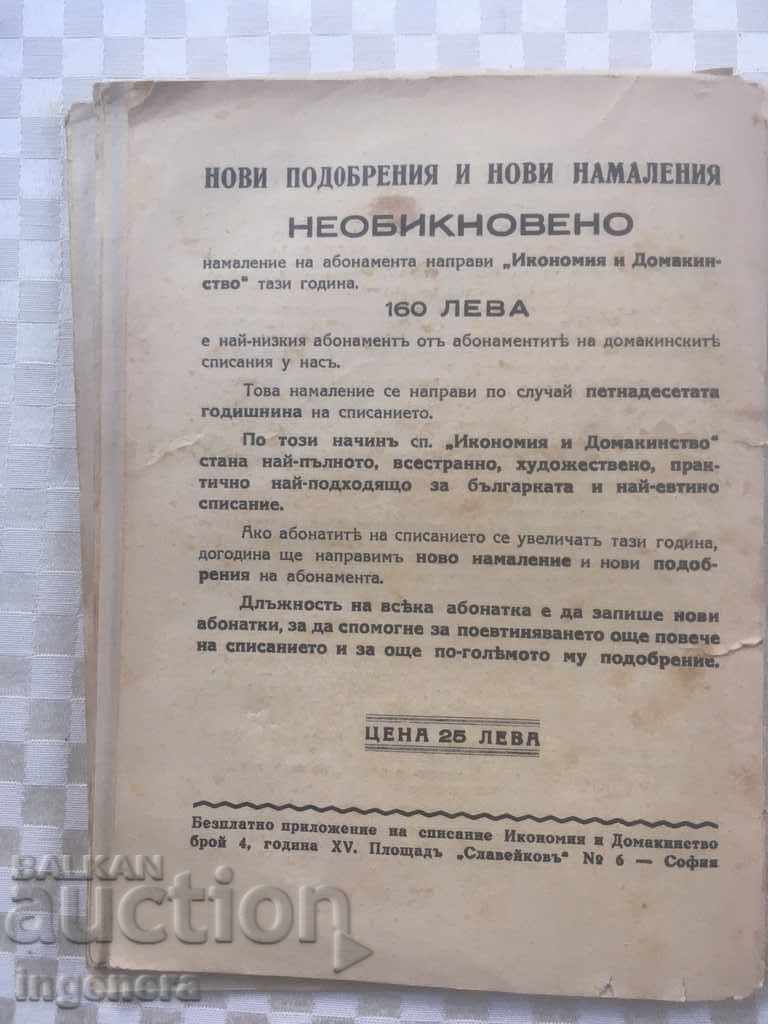 НОВИ ПОДОБРЕНИЯ И НОВИ НАМАЛЕНИЯ
НЕОБИКНОВЕНО
намаление на абонамента направи „Икономия и Домакин-
ство“ тази година.
160 ЛЕВА
е най-низкия абонаментъ отъ абонаментитѣ на домакинскитѣ
списания у насъ.
Това намаление се направи по случай петнадесетата
годишнина на списанието.
По този начинъ сп. „Икономия и Домакинство“
стана най-пълното, всестранно, художествено, прак-
тично най-подходящо за българката и най-евтино
списание.
Ако абонатитѣ на списанието се увеличатъ тази година,
догодина ще направимъ ново намаление и нови подоб-
рения на абонамента.
Длъжность на всѣка абонатка е да запише нови
абонатки, за да спомогне за поевтиняването още повече
на списанието и за още по-голѣмото му подобрение.
ЦЕНА 25 ЛЕВА
Безплатно приложение на списание Икономия и Домакинство
брой 4, година XV. Площадъ „Славейковъ“ № 6 — София
BALKAN
auction
ingenera